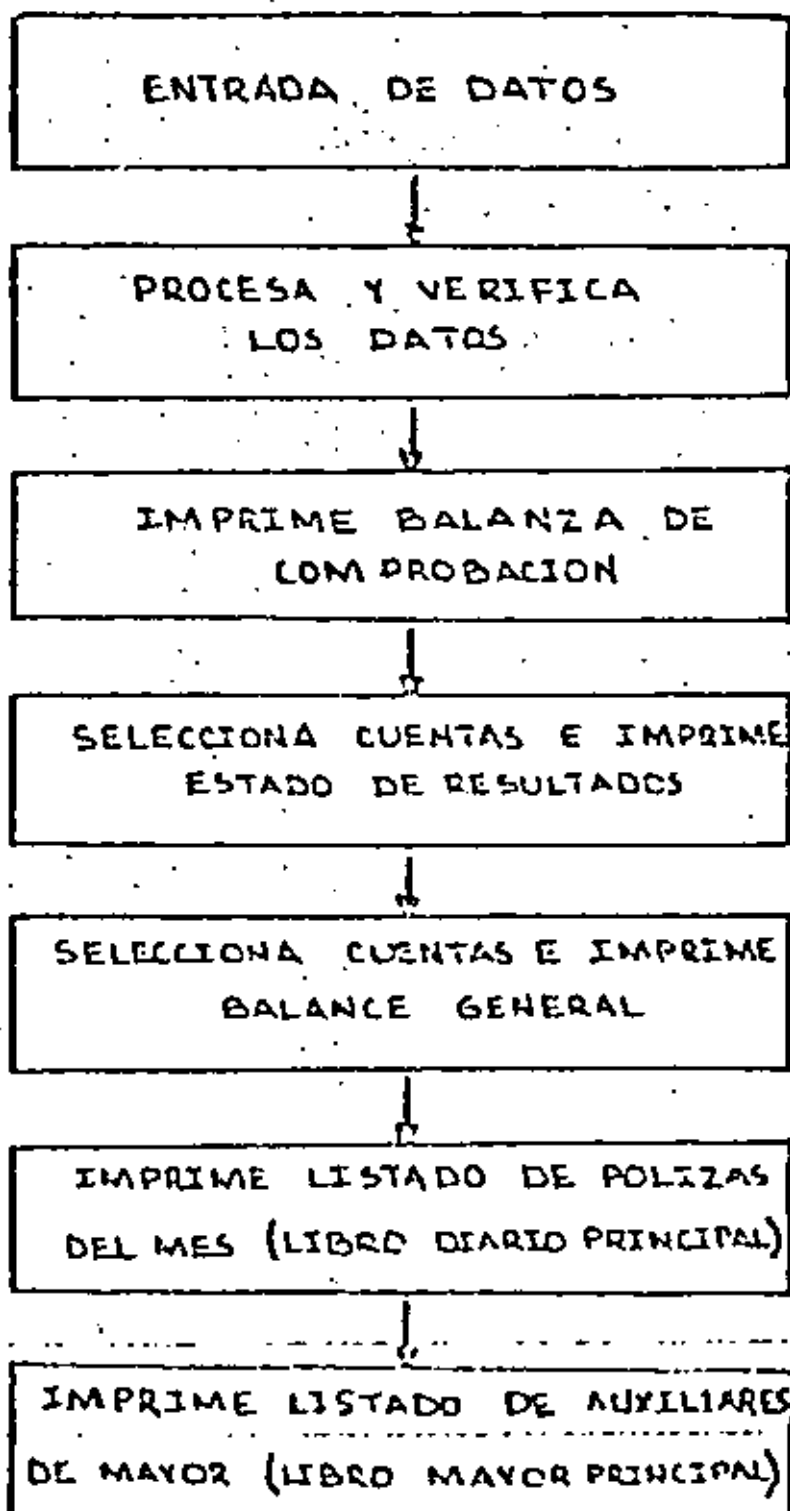 ENTRADA DE DATOS
PROCESA Y VERIFICA
LOS DATOS
IMPRIME BALANZA DE
COMPROBACION
SELECCIONA CUENTAS E IMPRIME
ESTADO DE RESULTADOS
SELECCIONA CUENTAS E IMPRIME
BALANCE GENERAL
IMPRIME LISTADO DE POLIZAS
DEL MES (LIBRO DIARIO PRINCIPAL)
IMPRIME LISTADO DE AUXILIARES
DE MAYOR (LIBRO MAYOR PRINCIPAL)